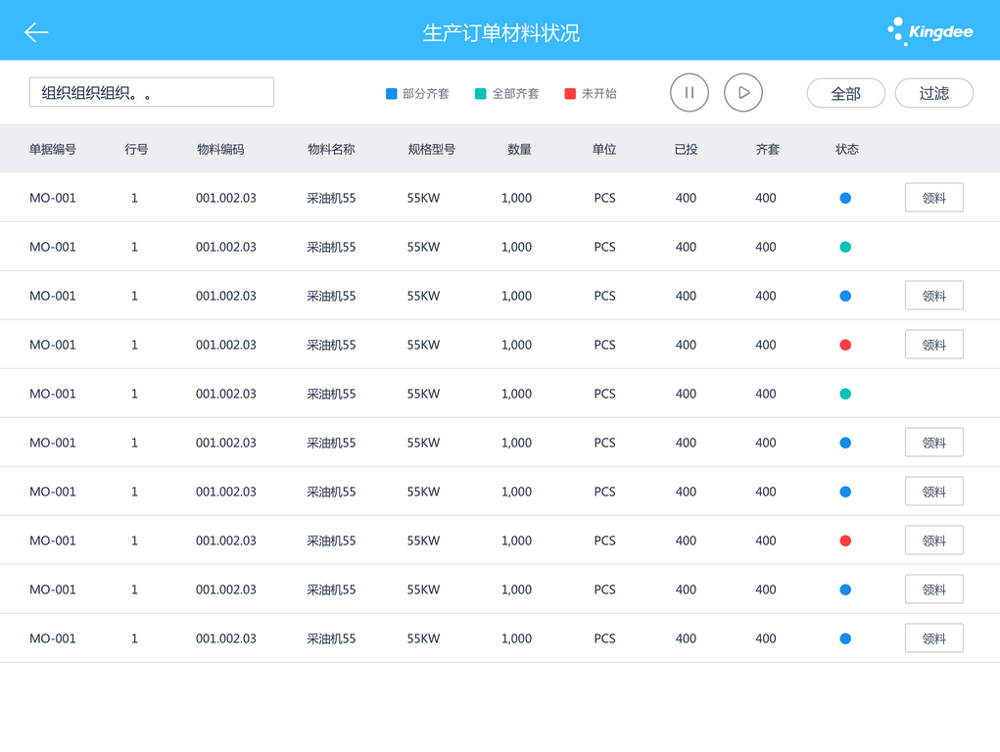 生产订单材料状况
Kingdee
组织组织组织。。 部分齐套 全部齐套 未开始 全部 过滤
单据编号 行号 物料编码 物料名称 规格型号 数量 单位 已投 齐套 状态
MO-001 1 001.002.03 采油机55 55KW 1,000 PCS 400 400 领料
MO-001 1 001.002.03 采油机55 55KW 1,000 PCS 400 400
MO-001 1 001.002.03 采油机55 55KW 1,000 PCS 400 400 领料
MO-001 1 001.002.03 采油机55 55KW 1,000 PCS 400 400 领料
MO-001 1 001.002.03 采油机55 55KW 1,000 PCS 400 400
MO-001 1 001.002.03 采油机55 55KW 1,000 PCS 400 400 领料
MO-001 1 001.002.03 采油机55 55KW 1,000 PCS 400 400 领料
MO-001 1 001.002.03 采油机55 55KW 1,000 PCS 400 400 领料
MO-001 1 001.002.03 采油机55 55KW 1,000 PCS 400 400 领料
MO-001 1 001.002.03 采油机55 55KW 1,000 PCS 400 400 领料